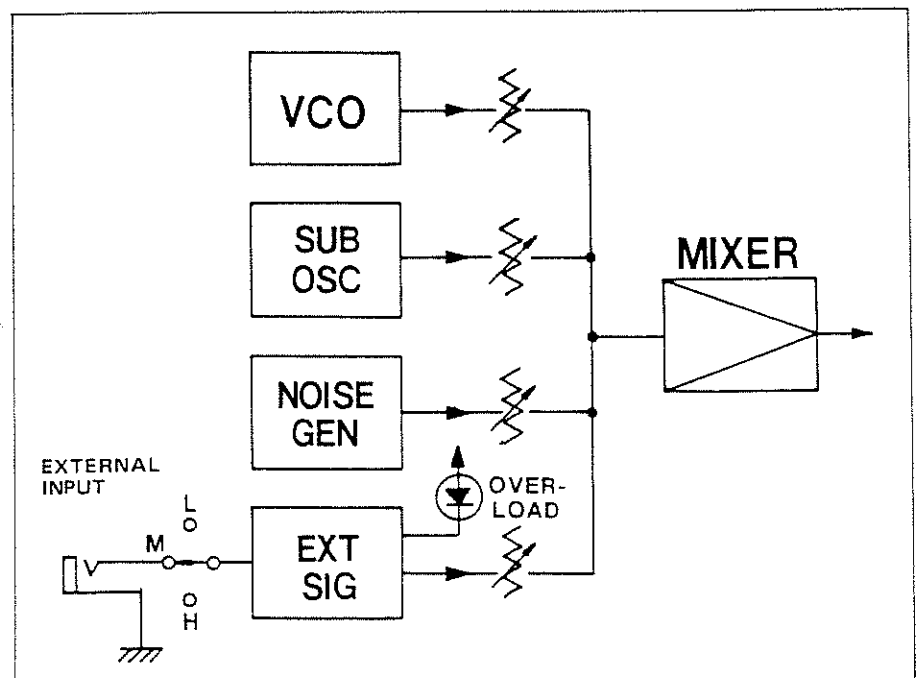 VCO
SUB
OSC
MIXER
NOISE
GEN
EXTERNAL
INPUT
L
M
H
OVER-
LOAD
EXT
SIG